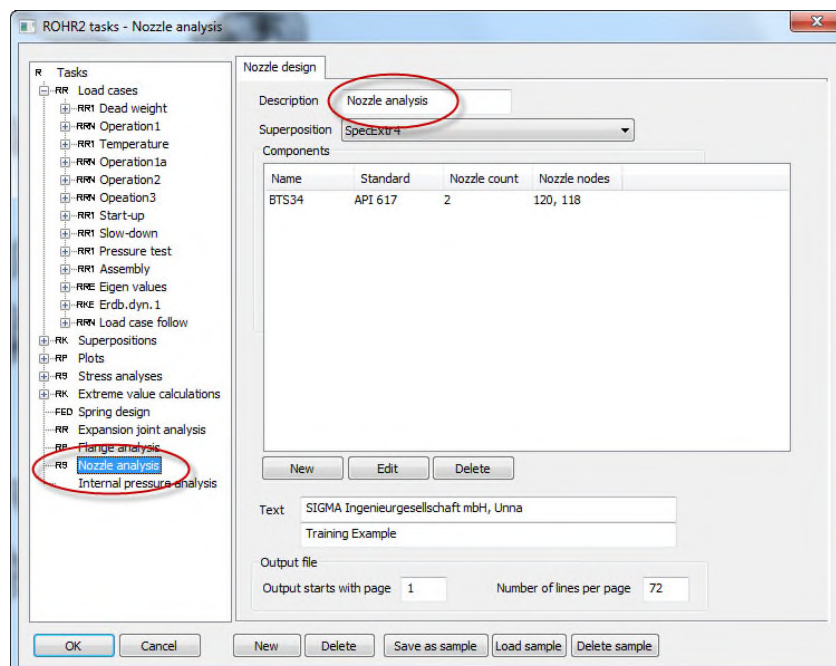 ROHR2 tasks - Nozzle analysis
R Tasks
RR Load cases
RR1 Dead weight
RRN Operation1
RR1 Temperature
RRN Operation1a
RRN Operation2
RRN Opeation3
RR1 Start-up
RR1 Slow-down
RR1 Pressure test
RR1 Assembly
RRE Eigen values
RKE Erdb.dyn.1
RRN Load case follow
RK Superpositions
RP Plots
R9 Stress analyses
RK Extreme value calculations
FED Spring design
RR Expansion joint analysis
RP Flange analysis
R9 Nozzle analysis
Internal pressure analysis
Nozzle design
Description Nozzle analysis
Superposition SpecExtr4
Components
Name Standard Nozzle count Nozzle nodes
BTS34 API 617 2 120, 118
New Edit Delete
Text SIGMA Ingenieurgesellschaft mbH, Unna
Training Example
Output file
Output starts with page 1 Number of lines per page 72
OK Cancel New Delete Save as sample Load sample Delete sample